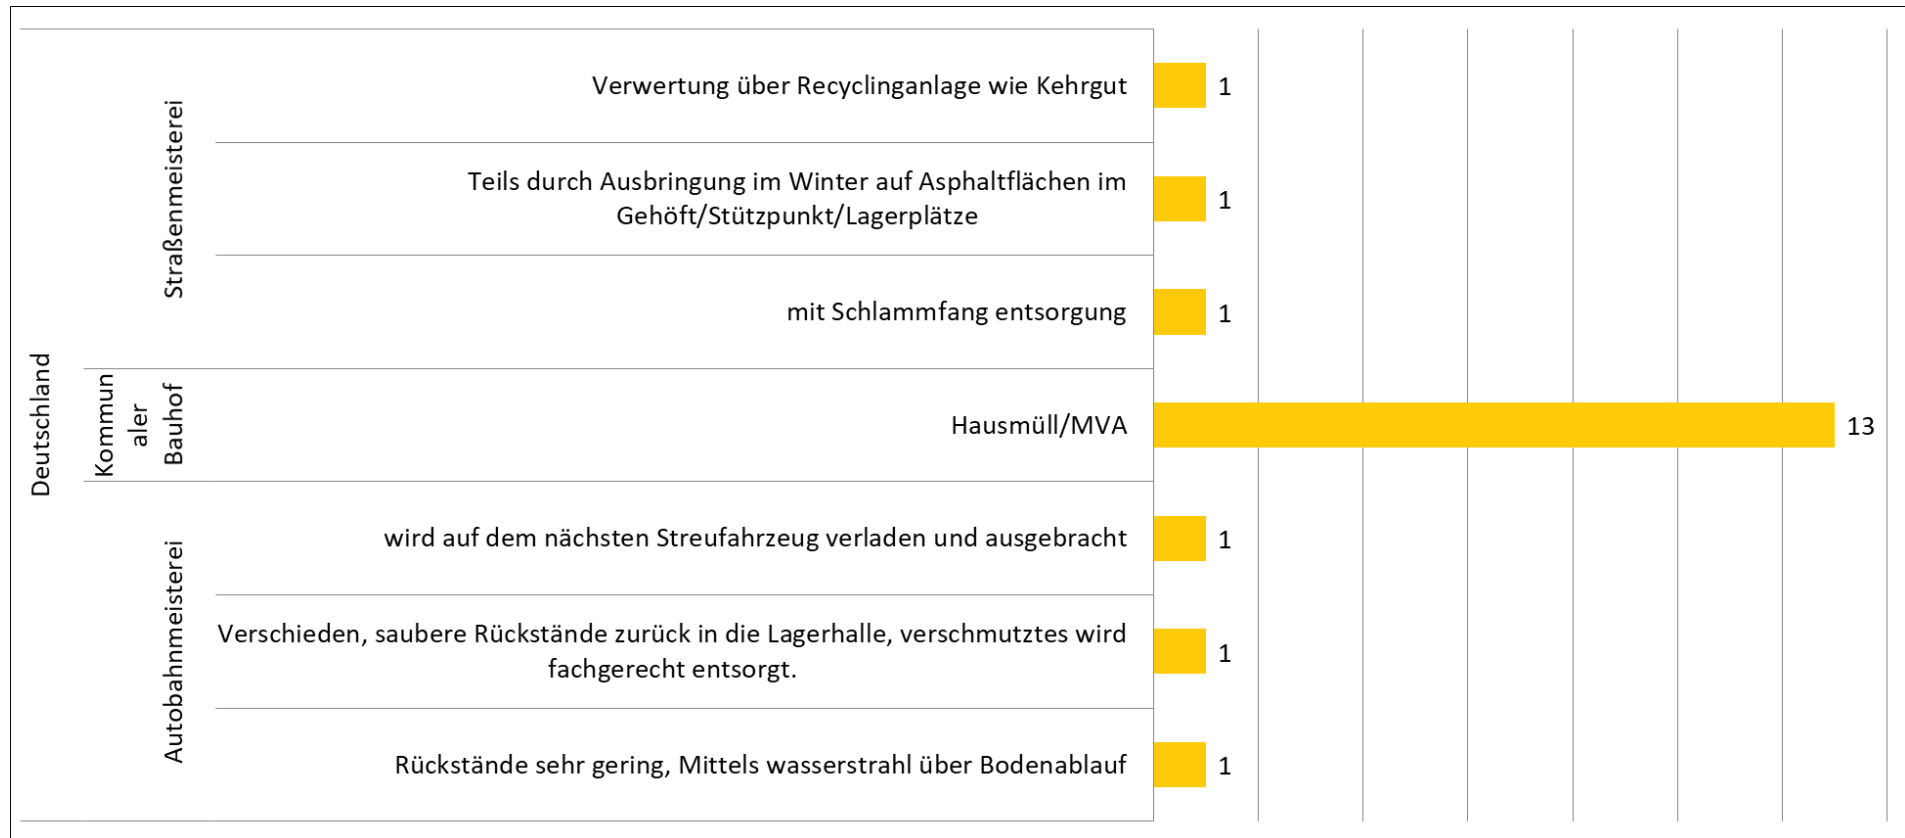 Deutschland
Straßenmeisterei
Verwertung über Recyclinganlage wie Kehrgut
1
Teils durch Ausbringung im Winter auf Asphaltflächen im
Gehöft/Stützpunkt/Lagerplätze
1
mit Schlammfang entsorgung
1
Kommun
aler
Bauhof
Hausmüll/MVA
13
Autobahnmeisterei
wird auf dem nächsten Streufahrzeug verladen und ausgebracht
1
Verschieden, saubere Rückstände zurück in die Lagerhalle, verschmutztes wird
fachgerecht entsorgt.
1
Rückstände sehr gering, Mittels wasserstrahl über Bodenablauf
1